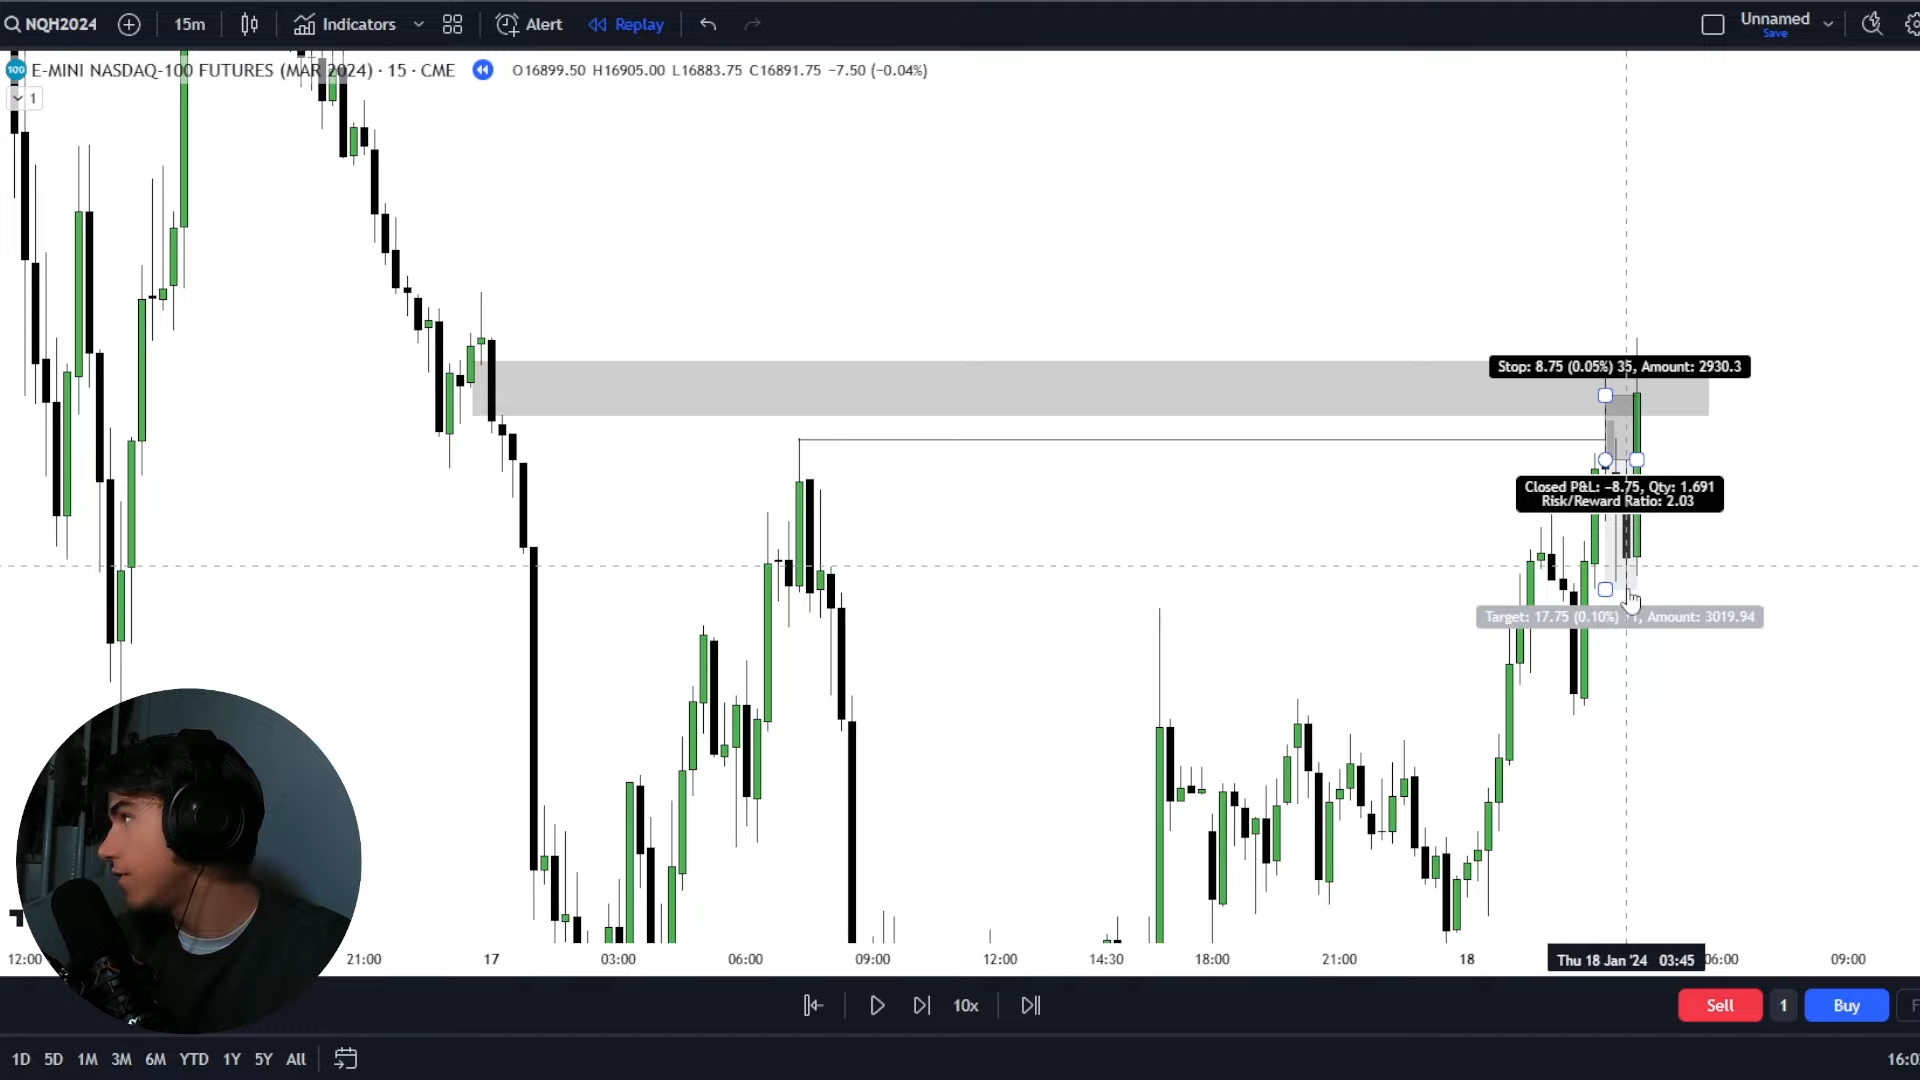 NQH2024
15m
Indicators
Alert
Replay
Unnamed
Save
100
E-MINI NASDAQ-100 FUTURES (MAR 2024) · 15 · CME
O16899.50 H16905.00 L16883.75 C16891.75 −7.50 (−0.04%)
1
Stop: 8.75 (0.05%) 35, Amount: 2930.3
Closed P&L: −8.75, Qty: 1.691
Risk/Reward Ratio: 2.03
Target: 17.75 (0.10%) Amount: 3019.94
12:00
21:00
17
03:00
06:00
09:00
12:00
14:30
18:00
21:00
18
Thu 18 Jan '24 03:45
06:00
09:00
10x
Sell
1
Buy
1D 5D 1M 3M 6M YTD 1Y 5Y All